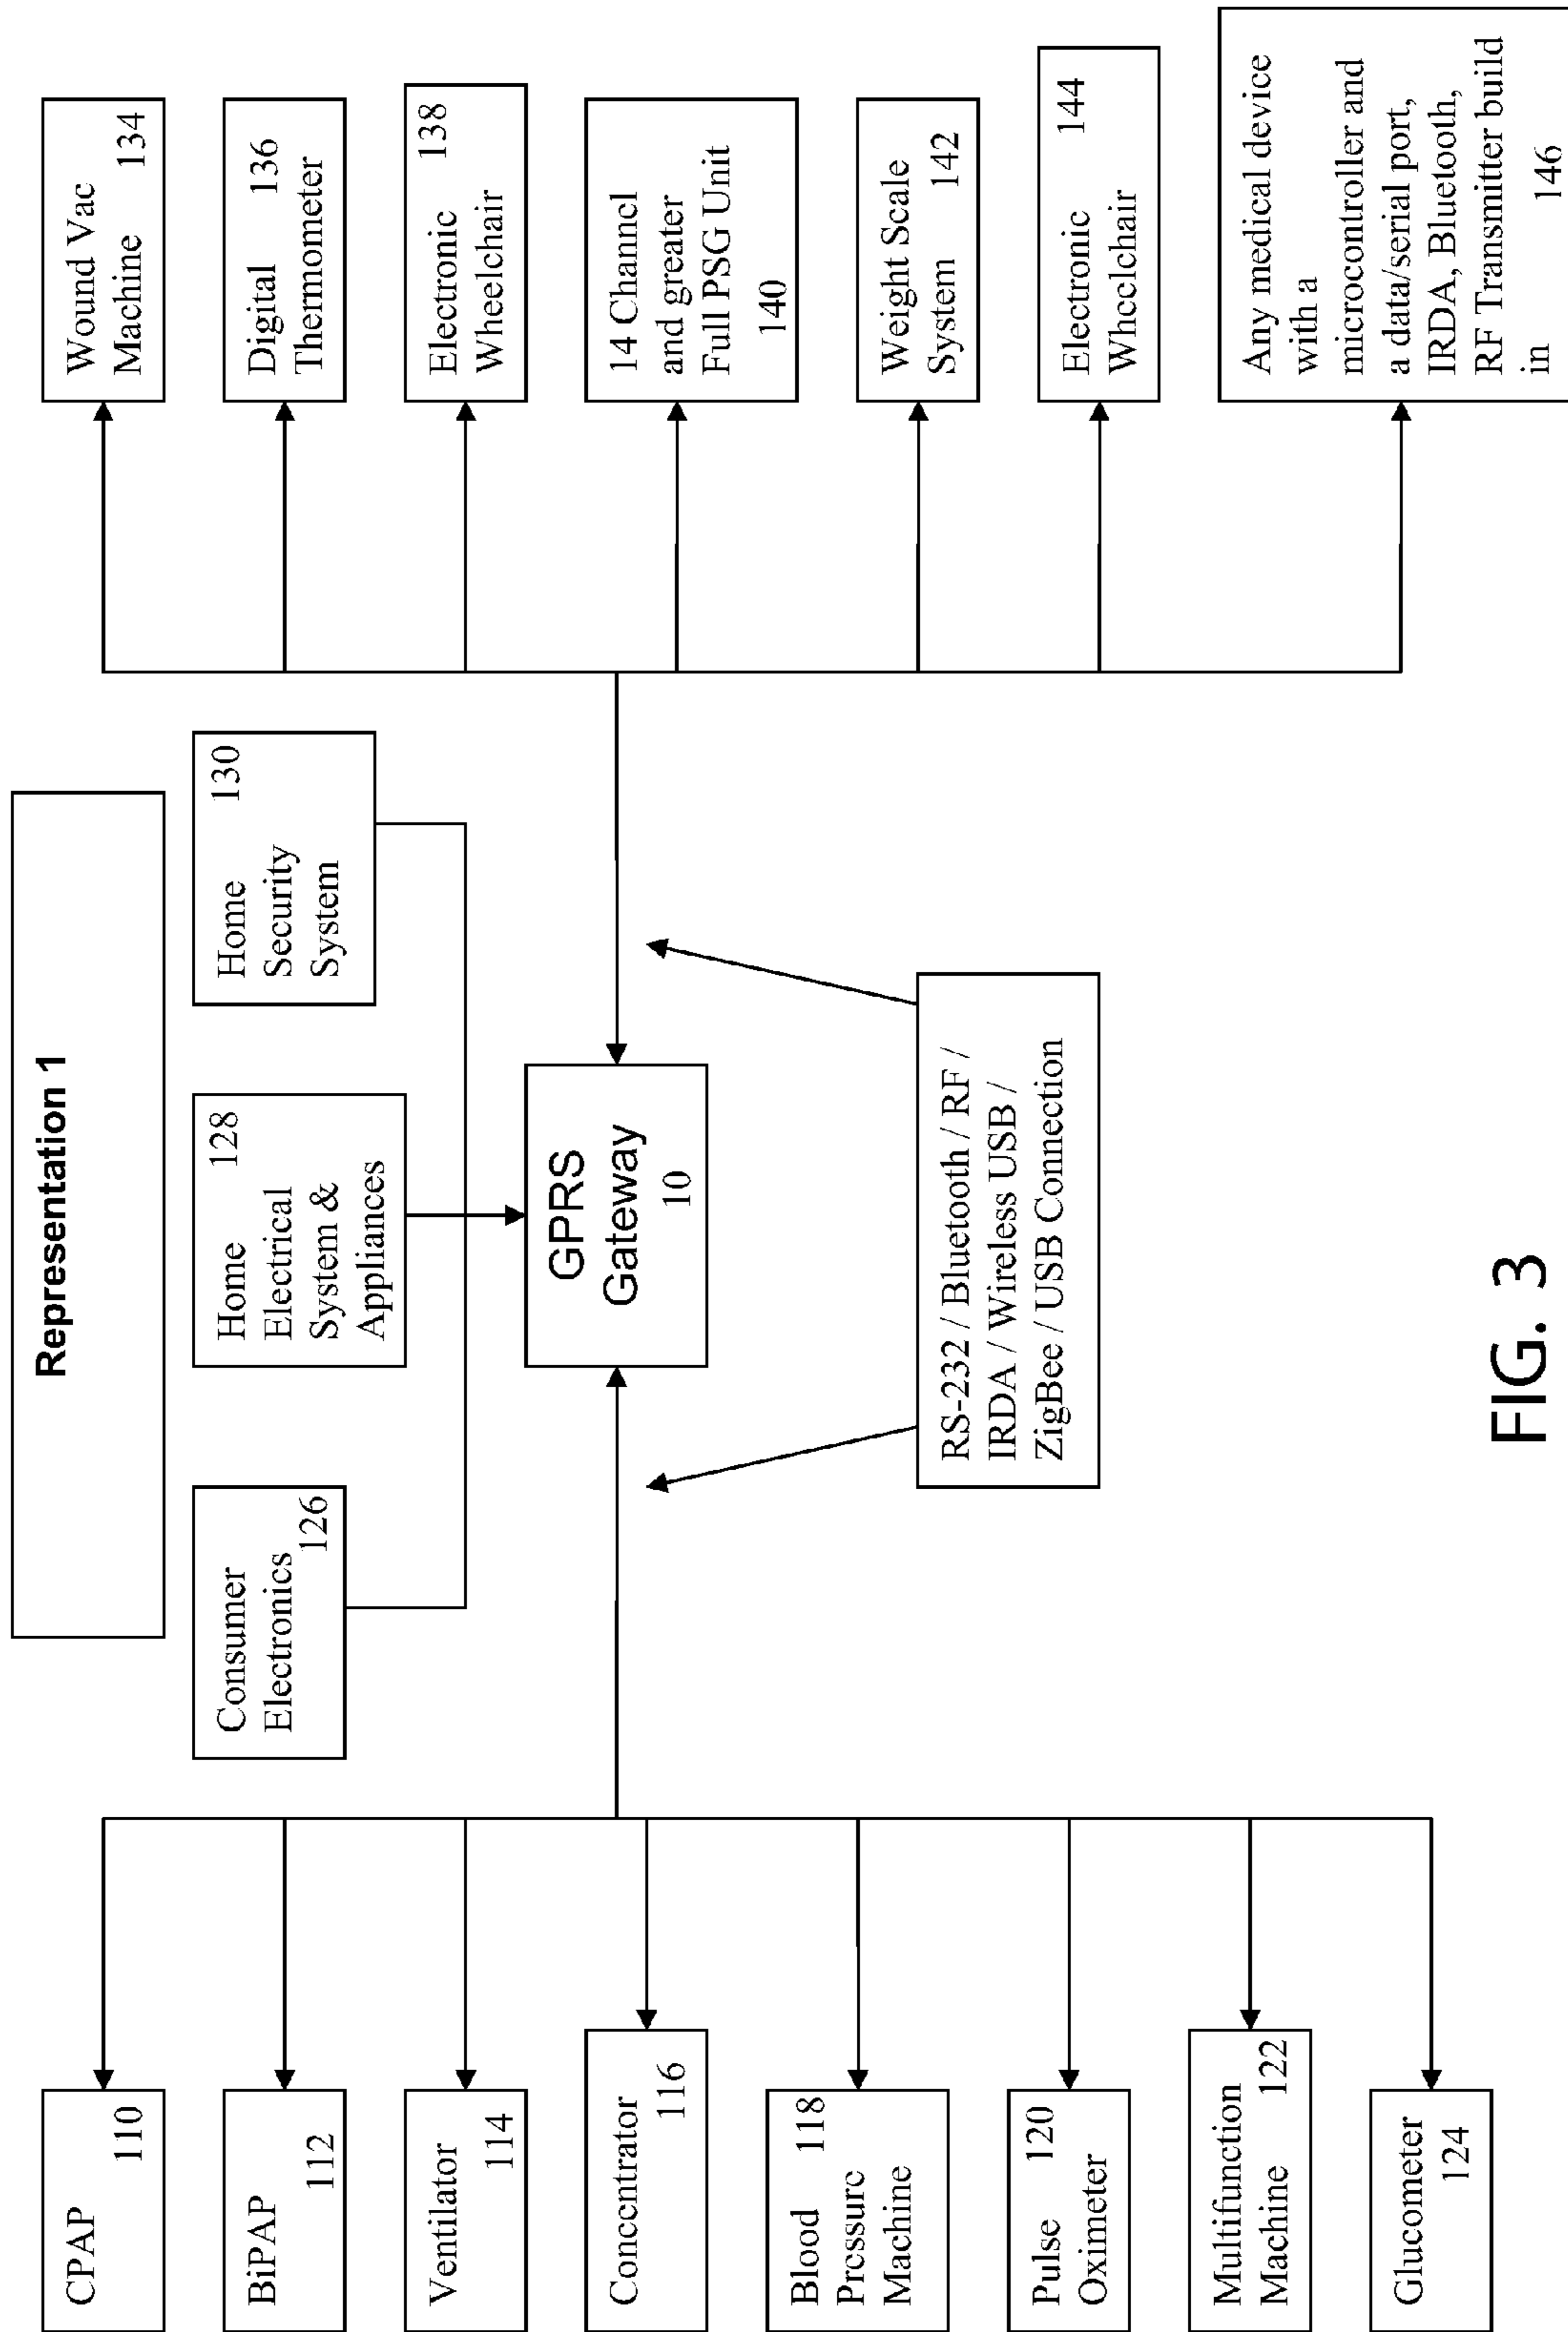 Representation 1
CPAP
110
BiPAP
112
Ventilator
114
Concentrator
116
Blood 118
Pressure
Machine
Pulse 120
Oximeter
Multifunction
Machine 122
Glucometer
124
Consumer
Electronics
126
Home 128
Electrical
System &
Appliances
Home 130
Security
System
GPRS
Gateway
10
RS-232 / Bluetooth / RF /
IRDA / Wireless USB /
ZigBee / USB Connection
Wound Vac
Machine 134
Digital 136
Thermometer
Electronic 138
Wheelchair
14 Channel
and greater
Full PSG Unit
140
Weight Scale
System 142
Electronic 144
Wheelchair
Any medical device
with a
microcontroller and
a data/serial port,
IRDA, Bluetooth,
RF Transmitter build
in 146
FIG. 3